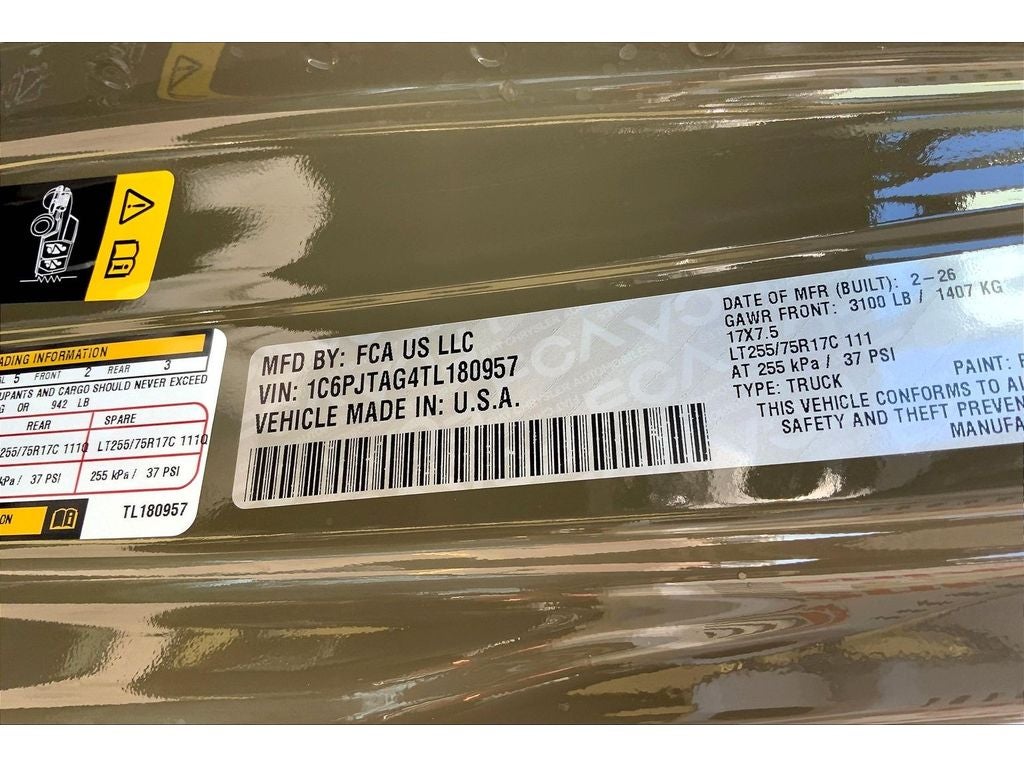 ADING INFORMATION
AL 5 FRONT 2 REAR 3
UPANTS AND CARGO SHOULD NEVER EXCEED
G OR 942 LB
REAR SPARE
255/75R17C 111Q LT255/75R17C 111Q
kPa / 37 PSI 255 kPa / 37 PSI
ON
TL180957
MFD BY: FCA US LLC
VIN: 1C6PJTAG4TL180957
VEHICLE MADE IN: U.S.A.
DATE OF MFR (BUILT): 2-26
GAWR FRONT: 3100 LB / 1407 KG
17X7.5
LT255/75R17C 111
AT 255 kPa / 37 PSI
TYPE: TRUCK
PAINT:
THIS VEHICLE CONFORMS TO
SAFETY AND THEFT PREVEN
MANUFA